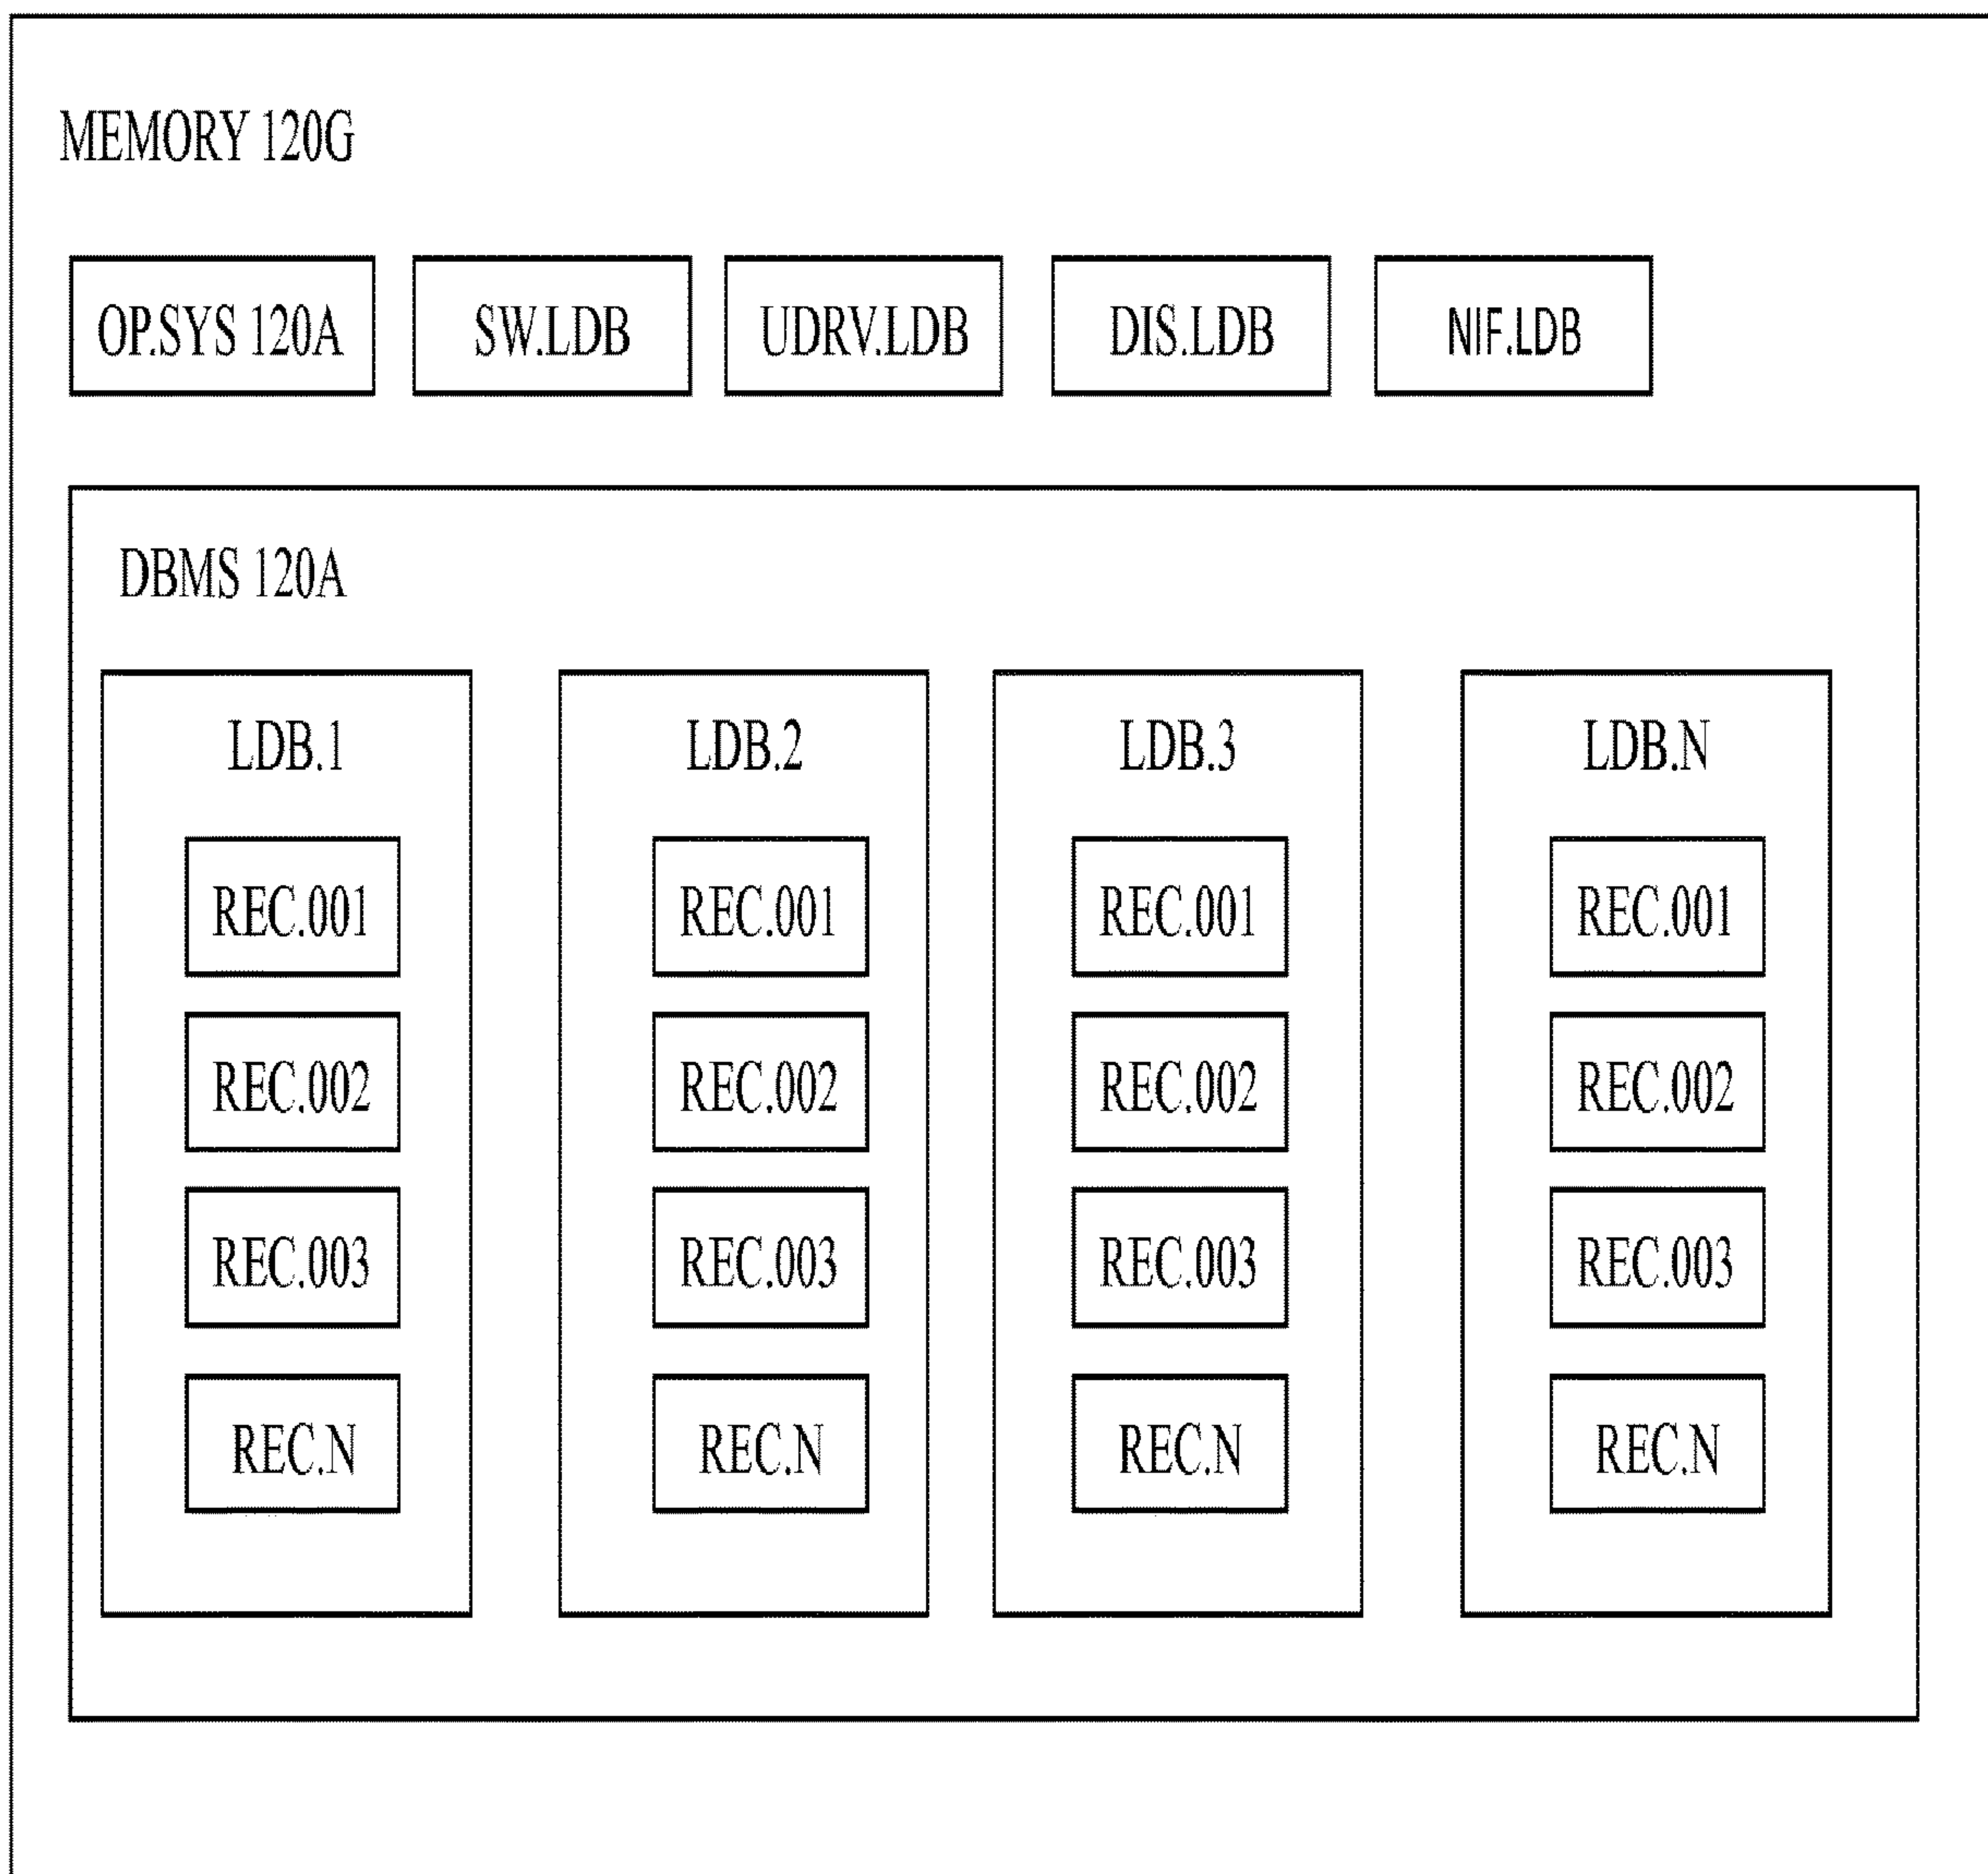 MEMORY 120G
OP.SYS 120A SW.LDB UDRV.LDB DIS.LDB NIF.LDB
DBMS 120A
LDB.1 LDB.2 LDB.3 LDB.N
REC.001 REC.001 REC.001 REC.001
REC.002 REC.002 REC.002 REC.002
REC.003 REC.003 REC.003 REC.003
REC.N REC.N REC.N REC.N